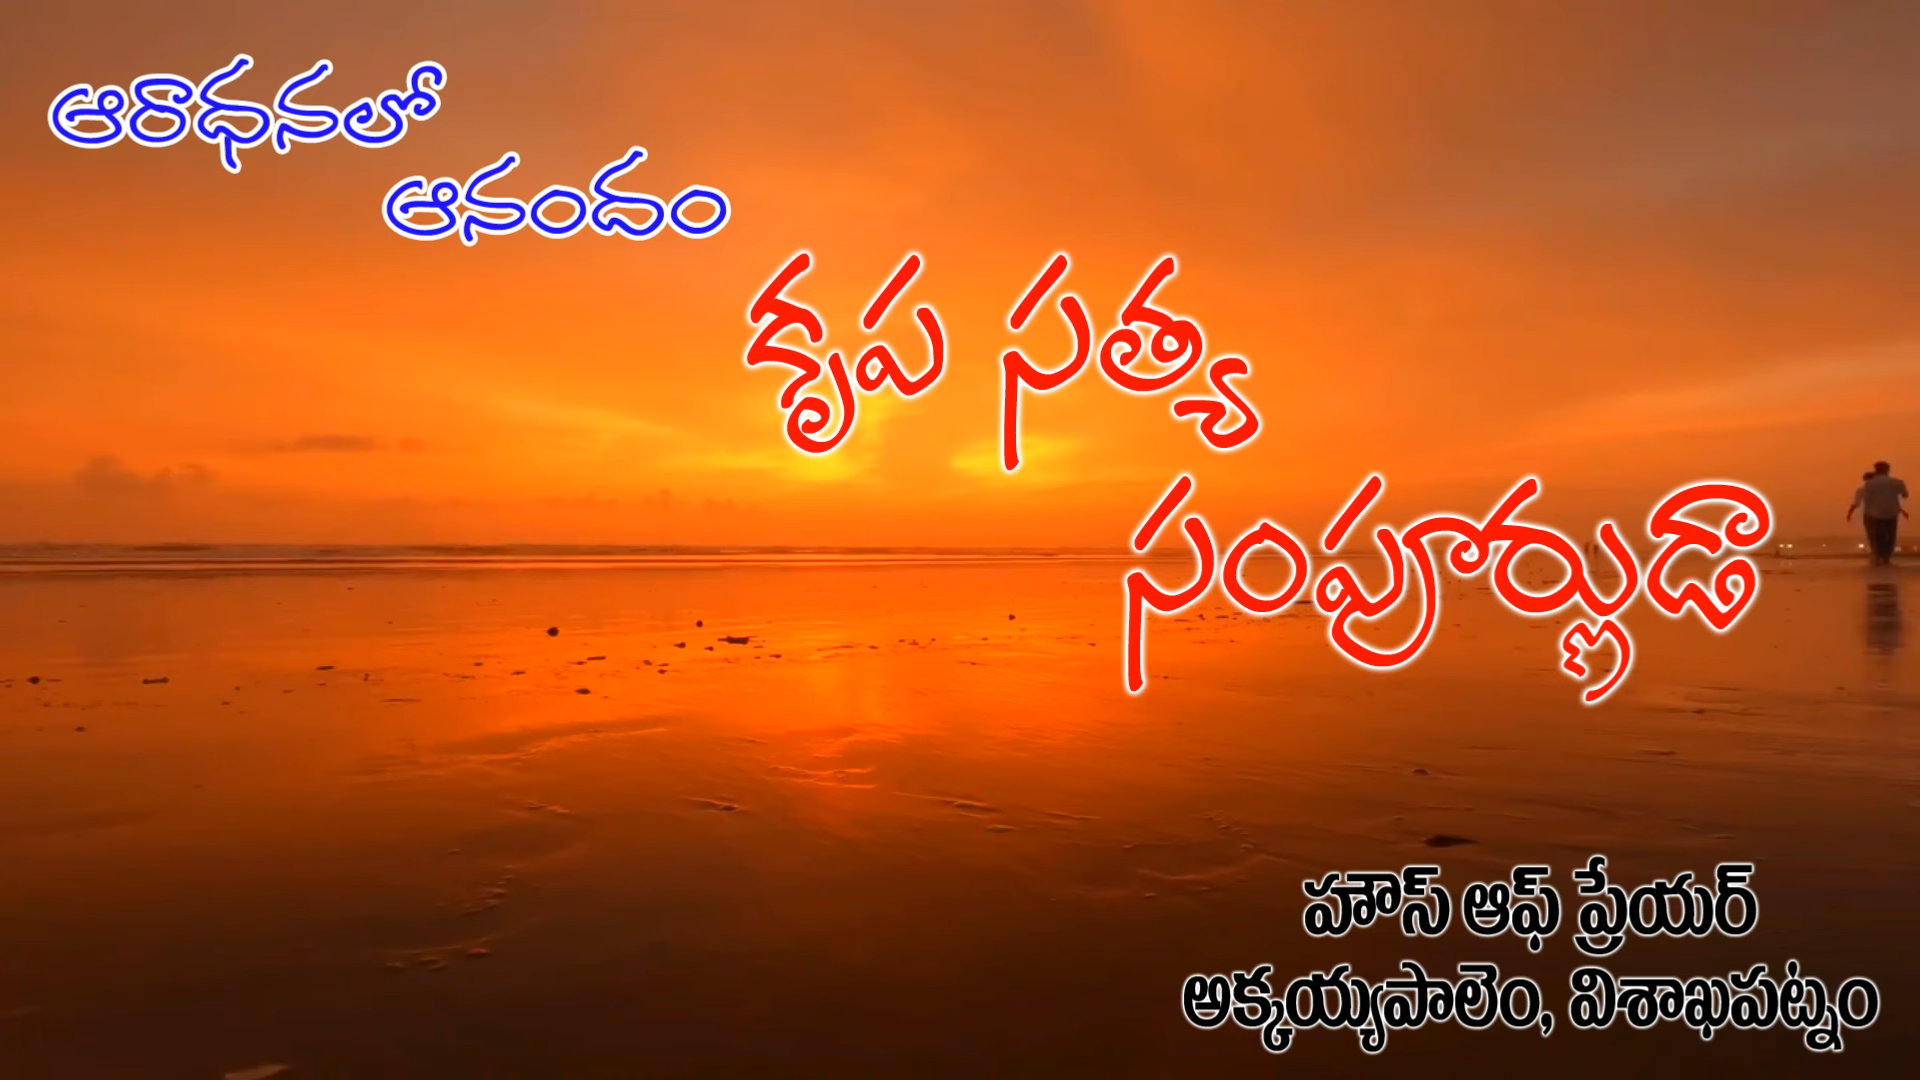 ఆరాధనలో
ఆనందం
కృప సత్య
సంపూర్ణుడా
హౌస్ ఆఫ్ ప్రేయర్
అక్కయ్యపాలెం, విశాఖపట్నం